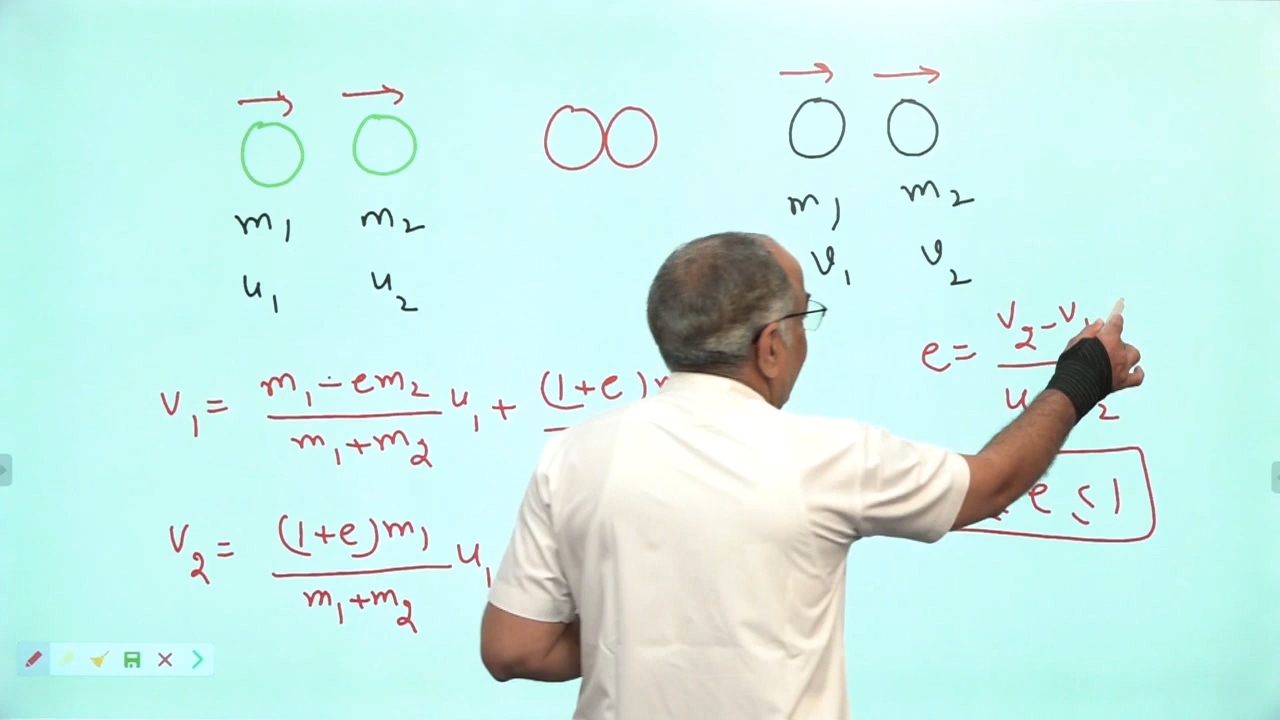 m₁ m₂
u₁ u₂
m₁ m₂
v₁ v₂
e = (v₂ - v₁) / u 2
e ≤ 1
v₁ = (m₁ - em₂) / (m₁ + m₂) u₁ + (1+e)
v₂ = (1+e)m₁ / (m₁ + m₂) u₁